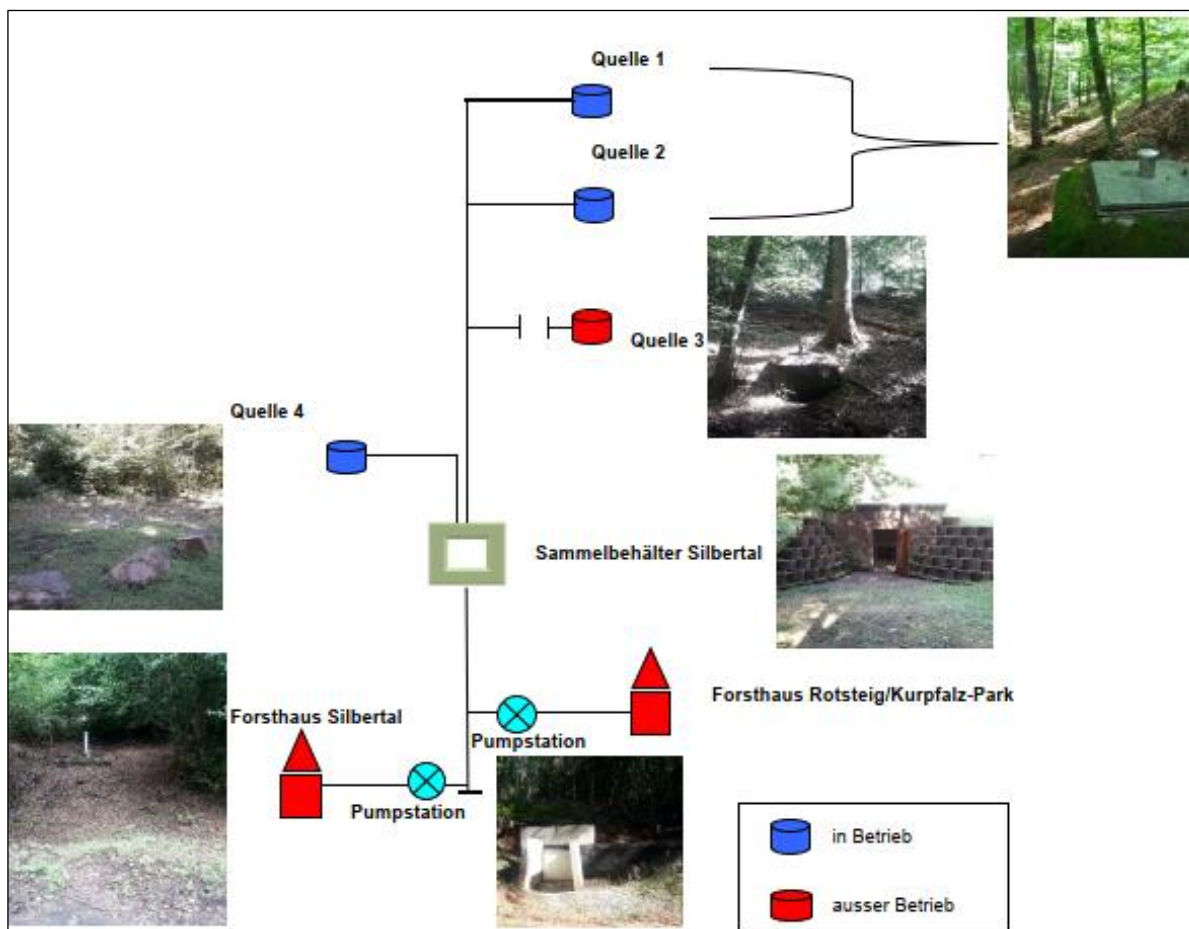 Quelle 1
Quelle 2
Quelle 3
Quelle 4
Sammelbehälter Silbertal
Forsthaus Rotsteig/Kurpfalz-Park
Forsthaus Silbertal
Pumpstation
Pumpstation
in Betrieb
ausser Betrieb